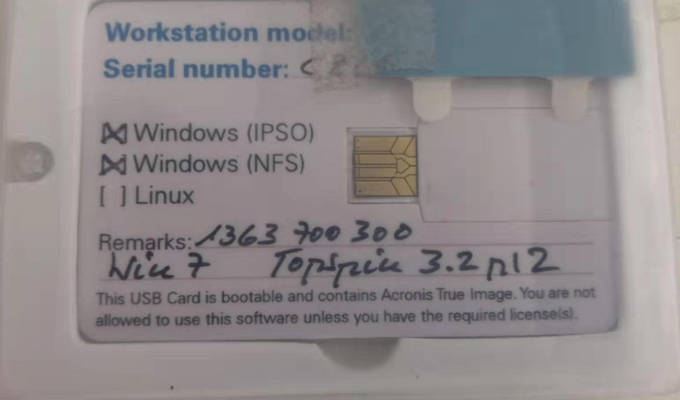 Workstation model:
Serial number:
[X] Windows (IPSO)
[X] Windows (NFS)
[ ] Linux
Remarks: 1363 700 300
Win 7 Topspin 3.2 pl2
This USB Card is bootable and contains Acronis True Image. You are not
allowed to use this software unless you have the required license(s).